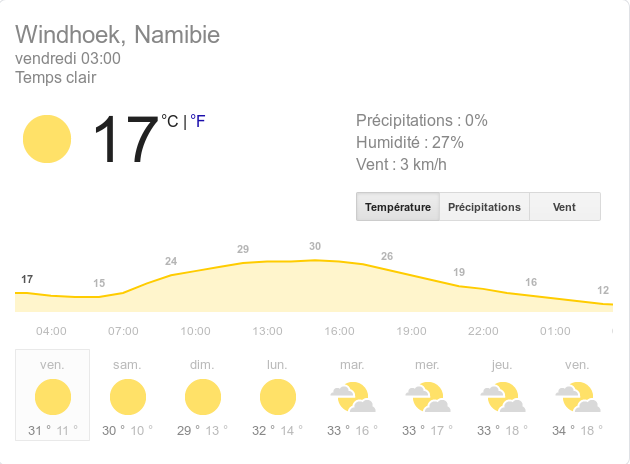 Windhoek, Namibie
vendredi 03:00
Temps clair
17 °C | °F
Précipitations : 0%
Humidité : 27%
Vent : 3 km/h
Température Précipitations Vent
17 15 24 29 30 26 19 16 12
04:00 07:00 10:00 13:00 16:00 19:00 22:00 01:00
ven. sam. dim. lun. mar. mer. jeu. ven.
31 ° 11 ° 30 ° 10 ° 29 ° 13 ° 32 ° 14 ° 33 ° 16 ° 33 ° 17 ° 33 ° 18 ° 34 ° 18 °